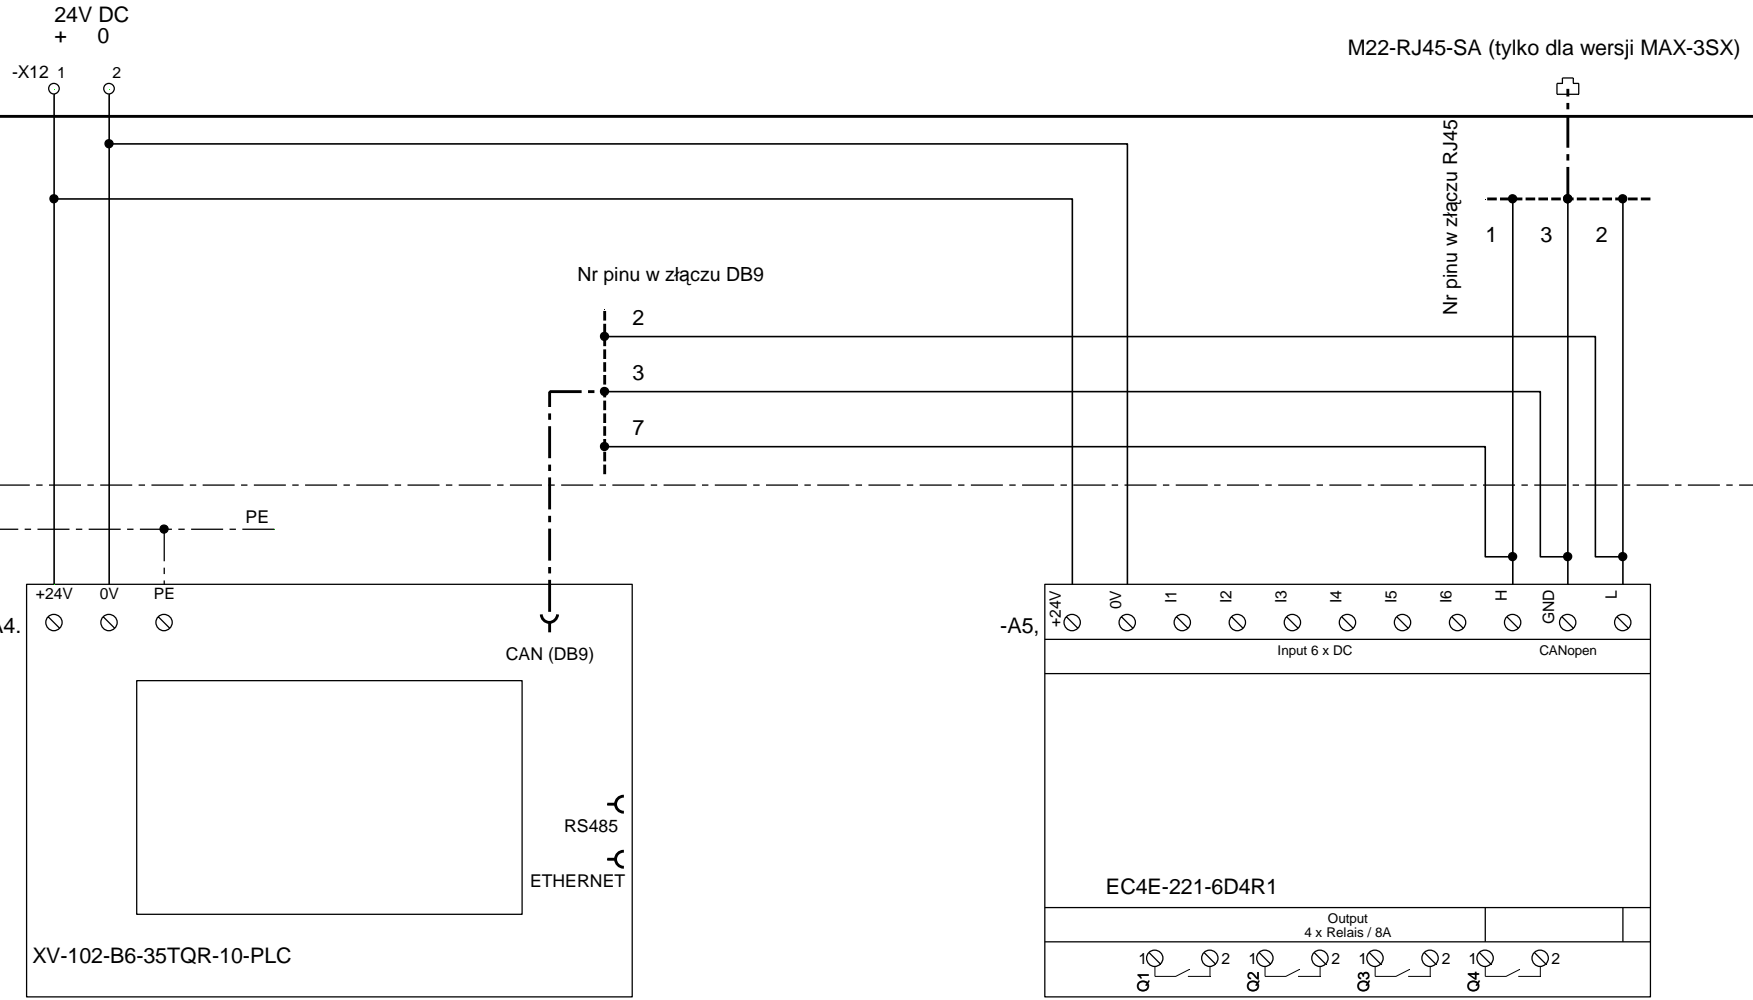 24V DC
+ 0
-X12 1 2
M22-RJ45-SA (tylko dla wersji MAX-3SX)
Nr pinu w złączu RJ45
1 3 2
Nr pinu w złączu DB9
2
3
7
PE
+24V 0V PE
A4.
CAN (DB9)
RS485
ETHERNET
XV-102-B6-35TQR-10-PLC
-A5,
+24V 0V I1 I2 I3 I4 I5 I6 H GND L
Input 6 x DC CANopen
EC4E-221-6D4R1
Output
4 x Relais / 8A
1 2 1 2 1 2 1 2
Q1 Q2 Q3 Q4